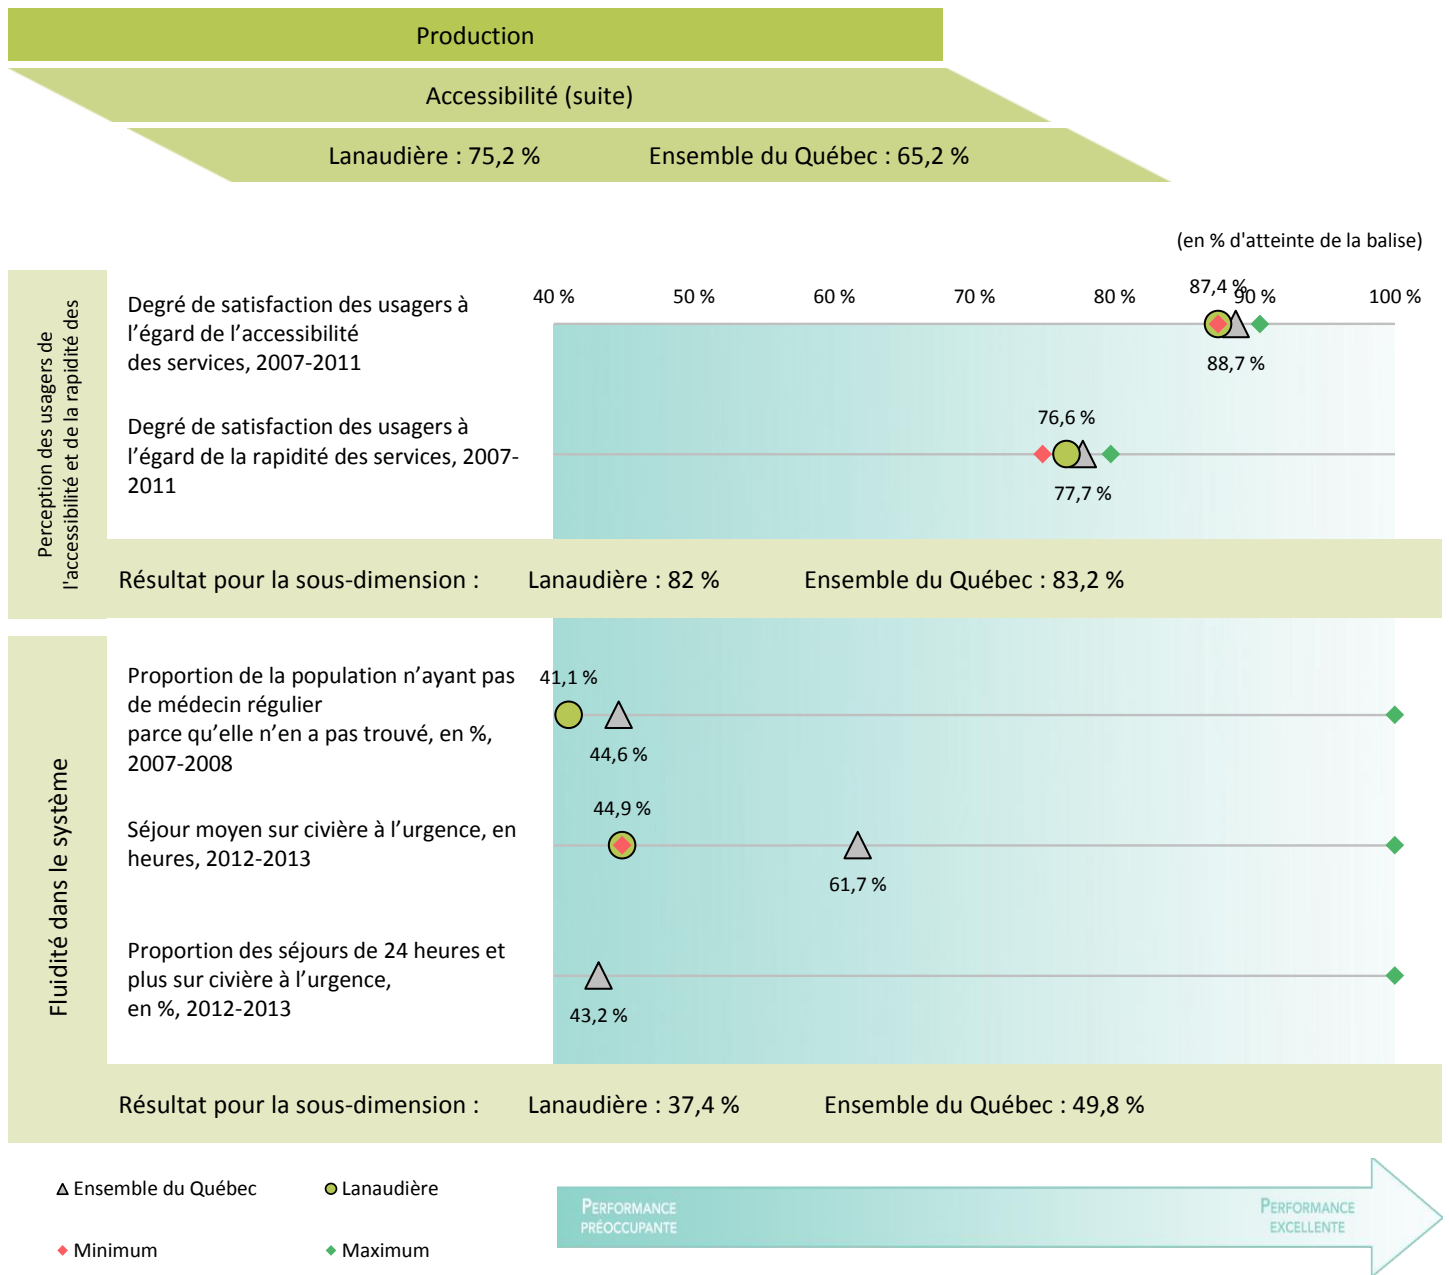 Production
Accessibilité (suite)
Lanaudière : 75,2 %
Ensemble du Québec : 65,2 %
(en % d'atteinte de la balise)
Perception des usagers de
l'accessibilité et de la rapidité des
40 %
50 %
60 %
70 %
80 %
90 %
100 %
Degré de satisfaction des usagers à
l'égard de l'accessibilité
des services, 2007-2011
87,4 %
88,7 %
Degré de satisfaction des usagers à
l'égard de la rapidité des services, 2007-
2011
76,6 %
77,7 %
Résultat pour la sous-dimension :
Lanaudière : 82 %
Ensemble du Québec : 83,2 %
Fluidité dans le système
Proportion de la population n'ayant pas
de médecin régulier
parce qu'elle n'en a pas trouvé, en %,
2007-2008
41,1 %
44,6 %
Séjour moyen sur civière à l'urgence, en
heures, 2012-2013
44,9 %
61,7 %
Proportion des séjours de 24 heures et
plus sur civière à l'urgence,
en %, 2012-2013
43,2 %
Résultat pour la sous-dimension :
Lanaudière : 37,4 %
Ensemble du Québec : 49,8 %
Ensemble du Québec
Lanaudière
Minimum
Maximum
PERFORMANCE
PRÉOCCUPANTE
PERFORMANCE
EXCELLENTE